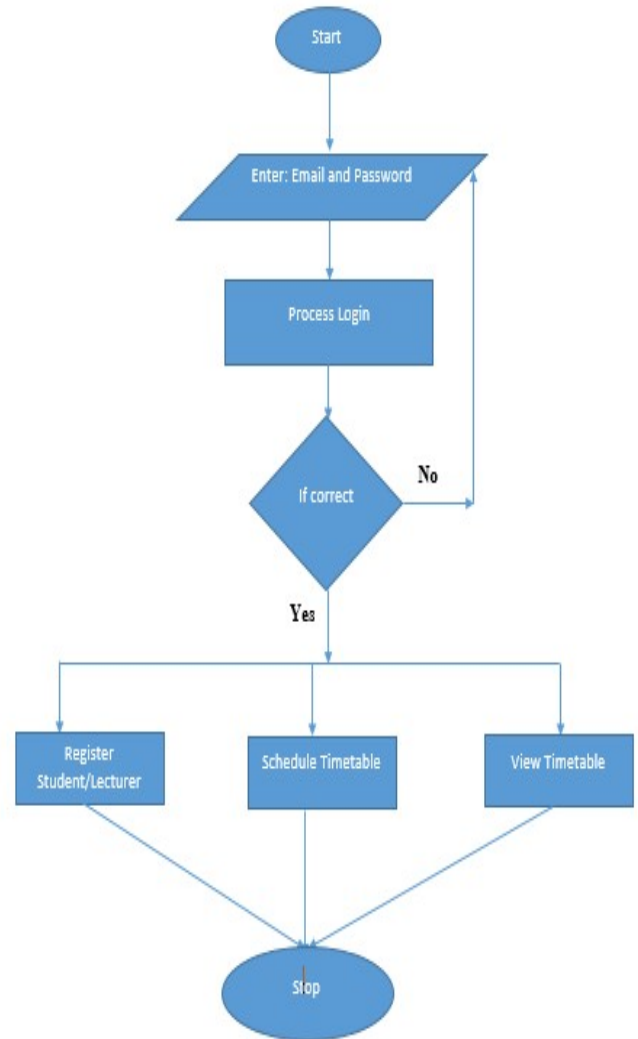 Start
Enter: Email and Password
Process Login
If correct
No
Yes
Register
Student/Lecturer
Schedule Timetable
View Timetable
Stop